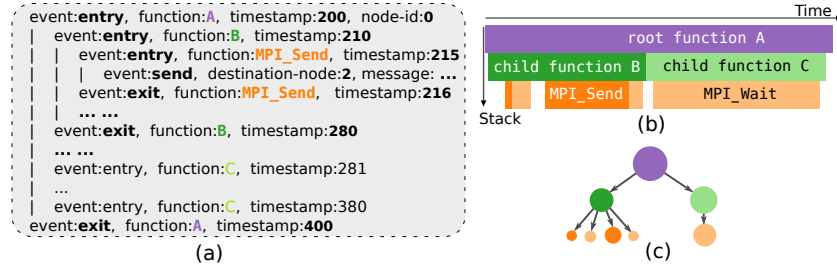 event:entry, function:A, timestamp:200, node-id:0
| event:entry, function:B, timestamp:210
| | event:entry, function:MPI_Send, timestamp:215
| | | event:send, destination-node:2, message: ...
| | event:exit, function:MPI_Send, timestamp:216
| | ... ...
| event:exit, function:B, timestamp:280
| ... ...
| event:entry, function:C, timestamp:281
| ...
| event:entry, function:C, timestamp:380
event:exit, function:A, timestamp:400
(a)
Time
root function A
child function B child function C
MPI_Send MPI_Wait
Stack
(b)
(c)